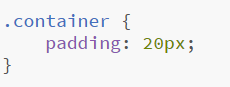 .container {
    padding: 20px;
}